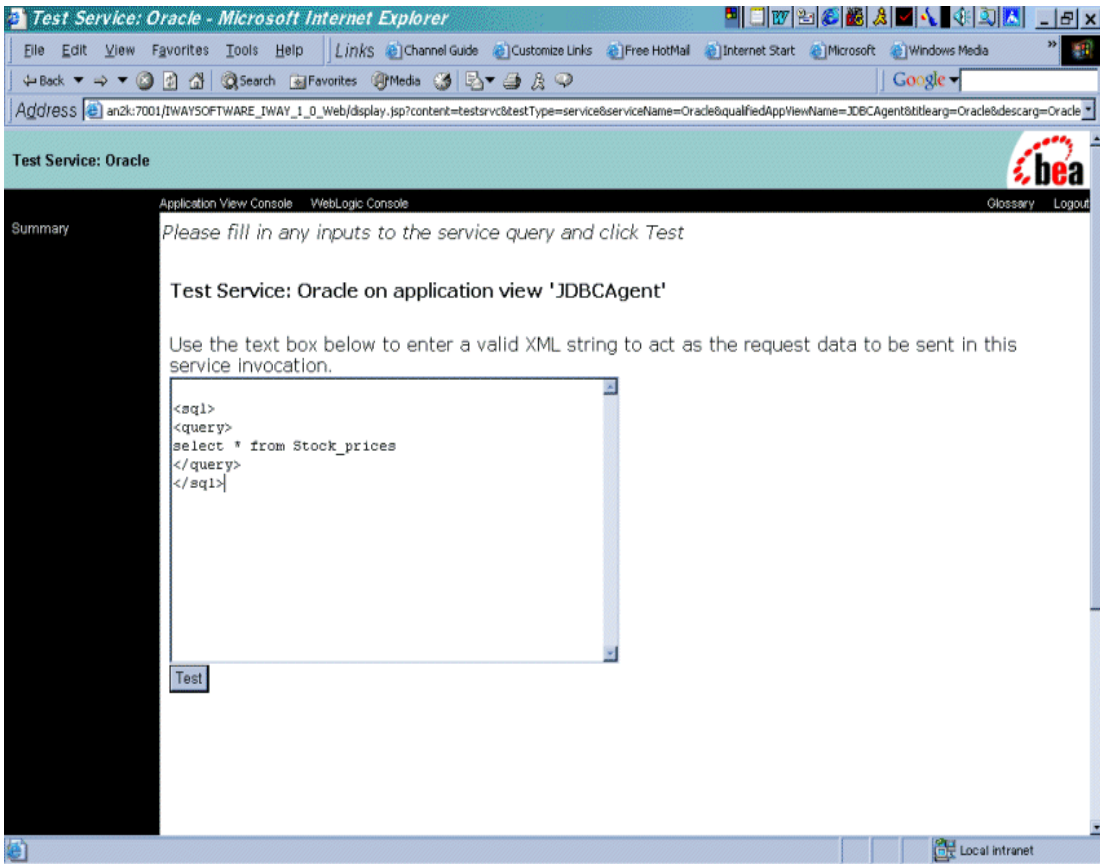 Test Service: Oracle - Microsoft Internet Explorer
File Edit View Favorites Tools Help Links Channel Guide Customize Links Free HotMail Internet Start Microsoft Windows Media »
Back Search Favorites Media Google
Address an2k:7001/IWAYSOFTWARE_IWAY_1_0_Web/display.jsp?content=testsrvc&testType=service&serviceName=Oracle&qualifiedAppViewName=JDBCAgent&titlearg=Oracle&descarg=Oracle
Test Service: Oracle
bea
Application View Console WebLogic Console Glossary Logout
Summary
Please fill in any inputs to the service query and click Test
Test Service: Oracle on application view 'JDBCAgent'
Use the text box below to enter a valid XML string to act as the request data to be sent in this
service invocation.
<sql>
<query>
select * from Stock_prices
</query>
</sql>
Test
Local intranet